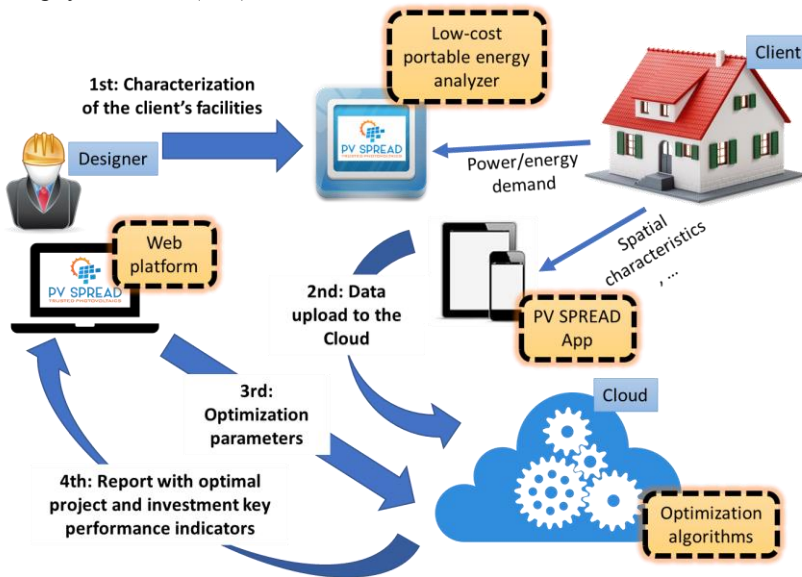 Low-cost
portable energy
analyzer
Client
1st: Characterization
of the client's facilities
Designer
PV SPREAD
TRUSTED PHOTOVOLTAICS
Power/energy
demand
Spatial
characteristics
, ...
Web
platform
PV SPREAD
TRUSTED PHOTOVOLTAICS
2nd: Data
upload to the
Cloud
PV SPREAD
App
3rd:
Optimization
parameters
Cloud
4th: Report with optimal
project and investment key
performance indicators
Optimization
algorithms